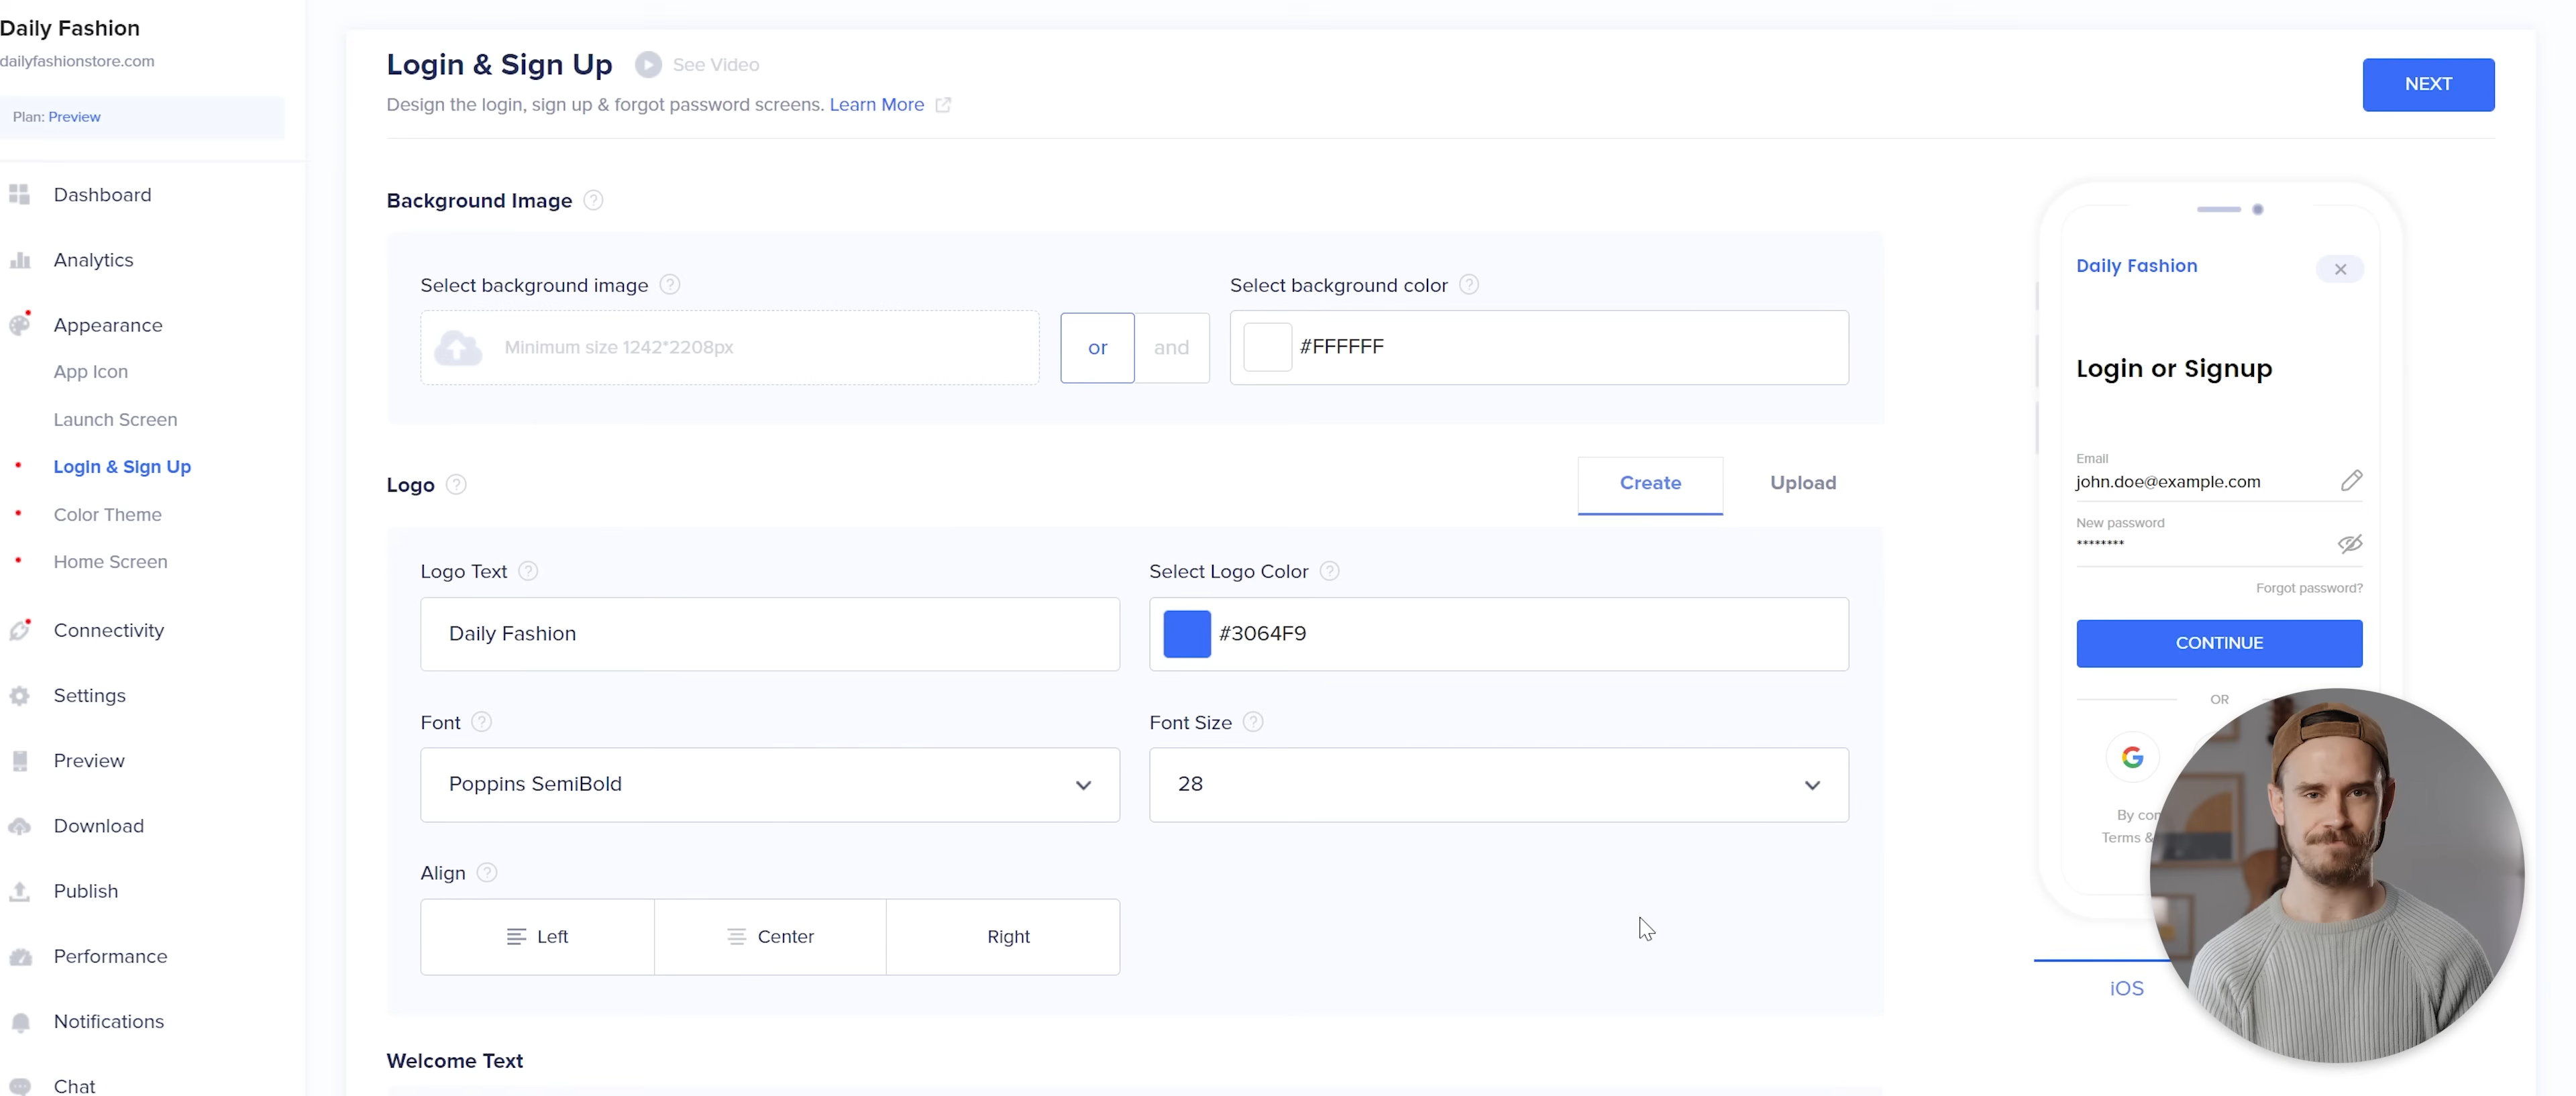 Daily Fashion
dailyfashionstore.com
Plan: Preview
Dashboard
Analytics
Appearance
App Icon
Launch Screen
Login & Sign Up
Color Theme
Home Screen
Connectivity
Settings
Preview
Download
Publish
Performance
Notifications
Chat
Login & Sign Up
See Video
Design the login, sign up & forgot password screens. Learn More
NEXT
Background Image
Select background image
Minimum size 1242*2208px
or
and
Select background color
#FFFFFF
Logo
Create
Upload
Logo Text
Daily Fashion
Select Logo Color
#3064F9
Font
Poppins SemiBold
Font Size
28
Align
Left
Center
Right
Welcome Text
Daily Fashion
Login or Signup
Email
john.doe@example.com
New password
********
Forgot password?
CONTINUE
OR
By
Terms &
iOS